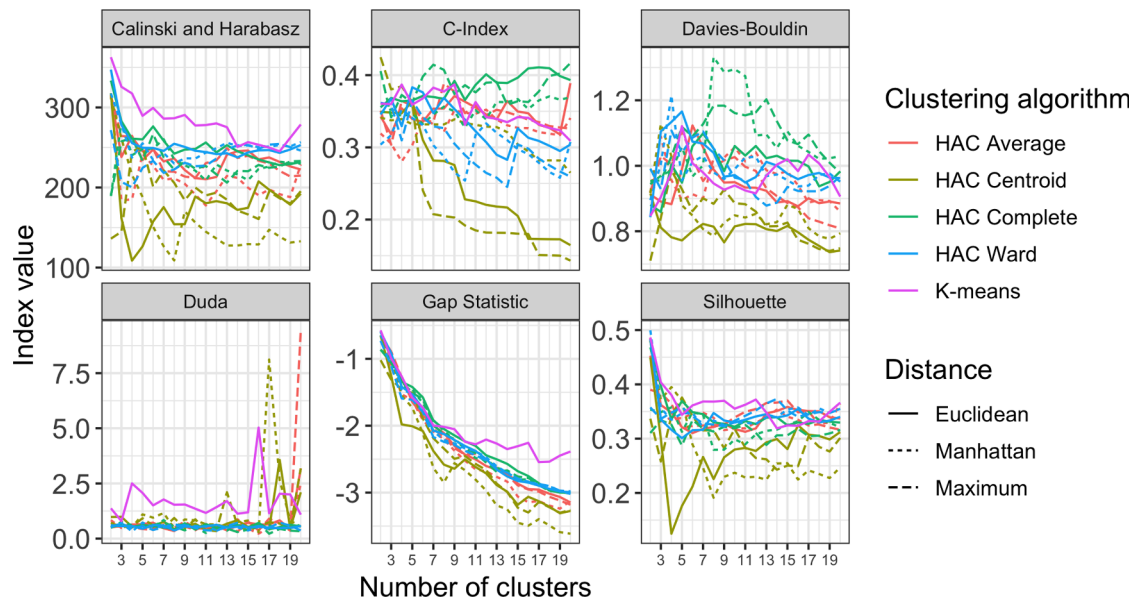 Calinski and Harabasz
C-Index
Davies-Bouldin
300
200
100
0.4
0.3
0.2
1.2
1.0
0.8
Duda
Gap Statistic
Silhouette
7.5
5.0
2.5
0.0
-1
-2
-3
0.5
0.4
0.3
0.2
3 5 7 9 11 13 15 17 19
3 5 7 9 11 13 15 17 19
3 5 7 9 11 13 15 17 19
Index value
Number of clusters
Clustering algorithm
HAC Average
HAC Centroid
HAC Complete
HAC Ward
K-means
Distance
Euclidean
Manhattan
Maximum